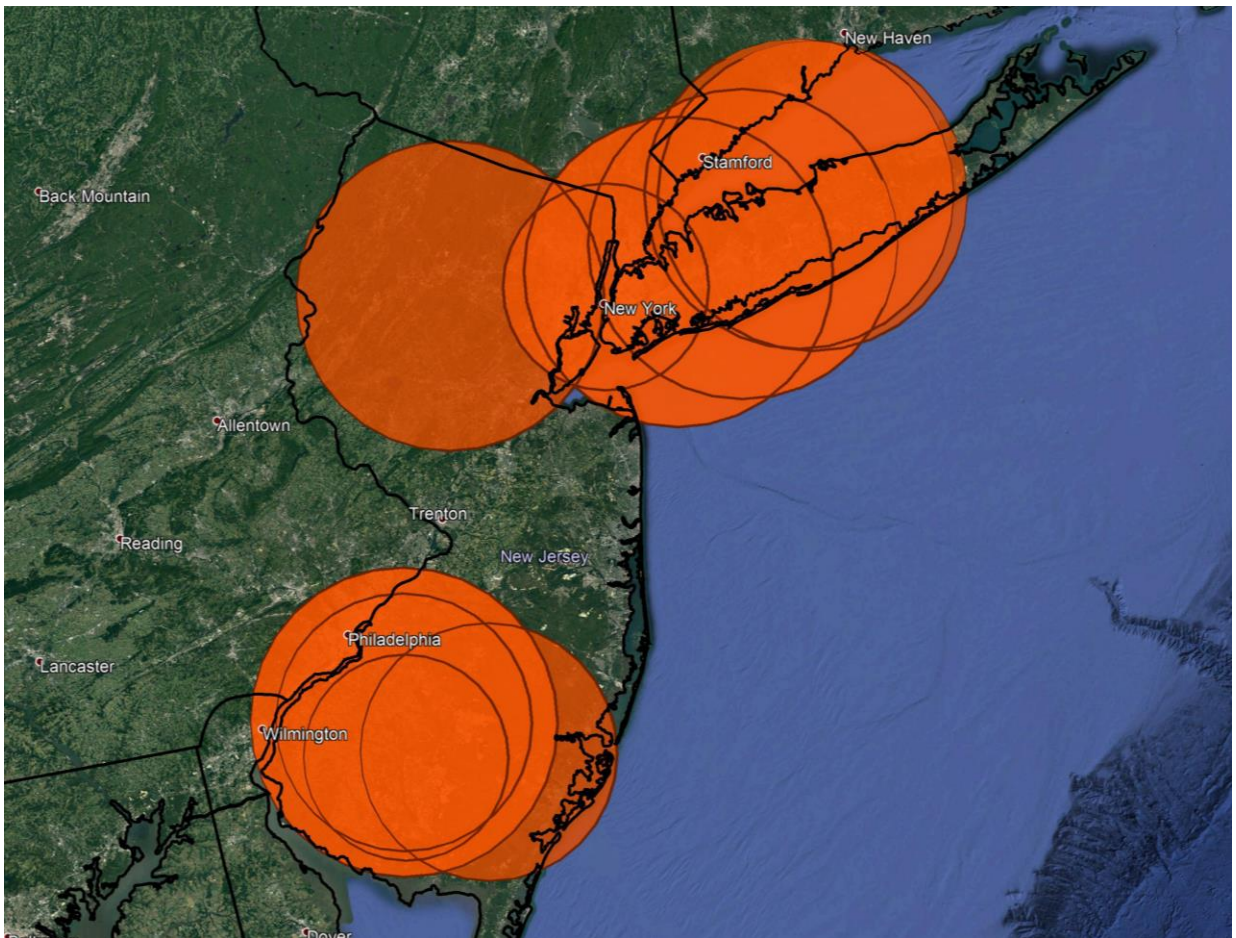 New Haven
Stamford
Back Mountain
New York
Allentown
Trenton
Reading
New Jersey
Philadelphia
Lancaster
Wilmington
Dover